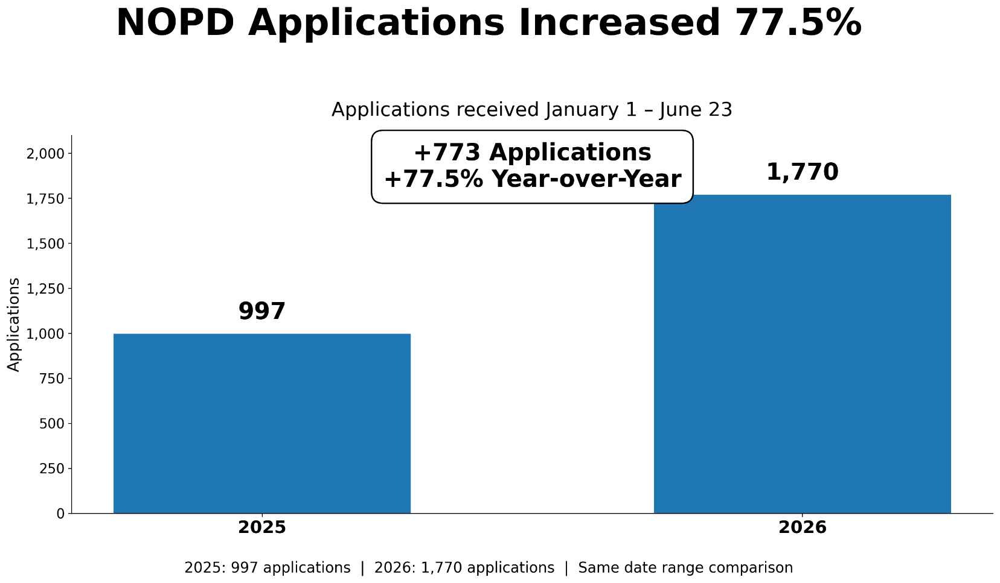 NOPD Applications Increased 77.5%
Applications received January 1 – June 23
+773 Applications
+77.5% Year-over-Year
2,000
1,750
1,500
1,250
1,000
750
500
250
0
Applications
997
1,770
2025
2026
2025: 997 applications | 2026: 1,770 applications | Same date range comparison